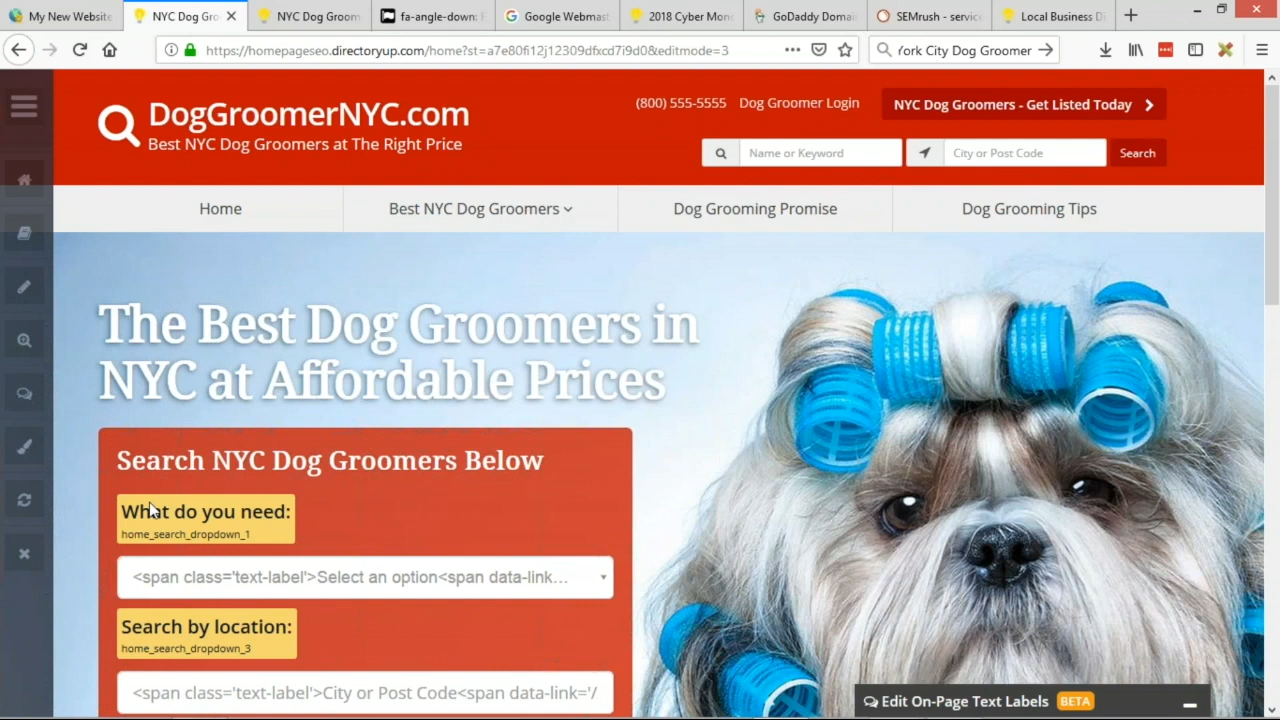 My New Website
NYC Dog Gro
NYC Dog Groom
fa-angle-down: F
Google Webmast
2018 Cyber Mon
GoDaddy Domai
SEMrush - service
Local Business Di
https://homepageseo.directoryup.com/home?st=a7e80fi12j12309dfxcd7i9d0&editmode=3
York City Dog Groomer
DogGroomerNYC.com
Best NYC Dog Groomers at The Right Price
(800) 555-5555 Dog Groomer Login
NYC Dog Groomers - Get Listed Today
Name or Keyword
City or Post Code
Search
Home
Best NYC Dog Groomers
Dog Grooming Promise
Dog Grooming Tips
The Best Dog Groomers in
NYC at Affordable Prices
Search NYC Dog Groomers Below
What do you need:
home_search_dropdown_1
<span class='text-label'>Select an option<span data-link...
Search by location:
home_search_dropdown_3
<span class='text-label'>City or Post Code<span data-link='/
Edit On-Page Text Labels BETA